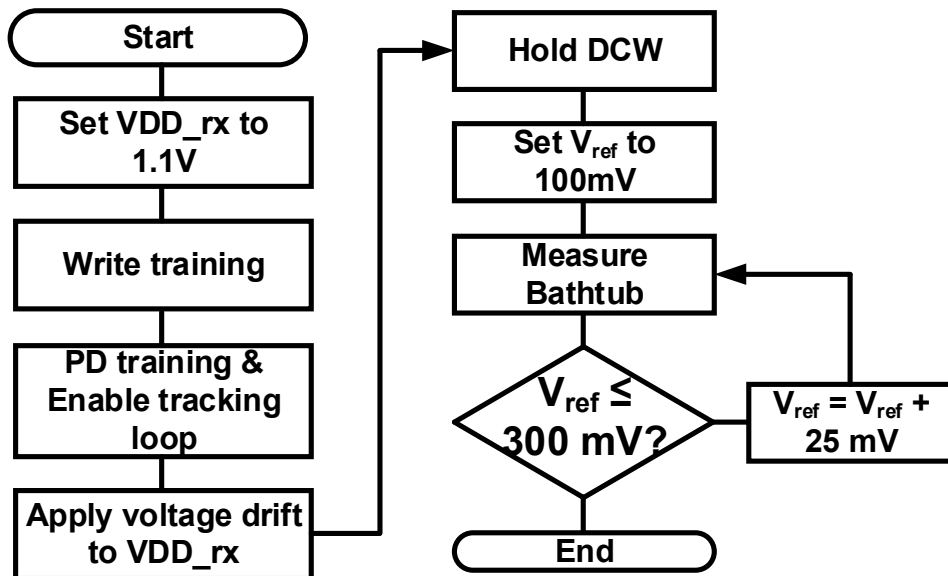 Start
Set VDD_rx to
1.1V
Write training
PD training &
Enable tracking
loop
Apply voltage drift
to VDD_rx
Hold DCW
Set Vref to
100mV
Measure
Bathtub
Vref ≤
300 mV?
Vref = Vref +
25 mV
End